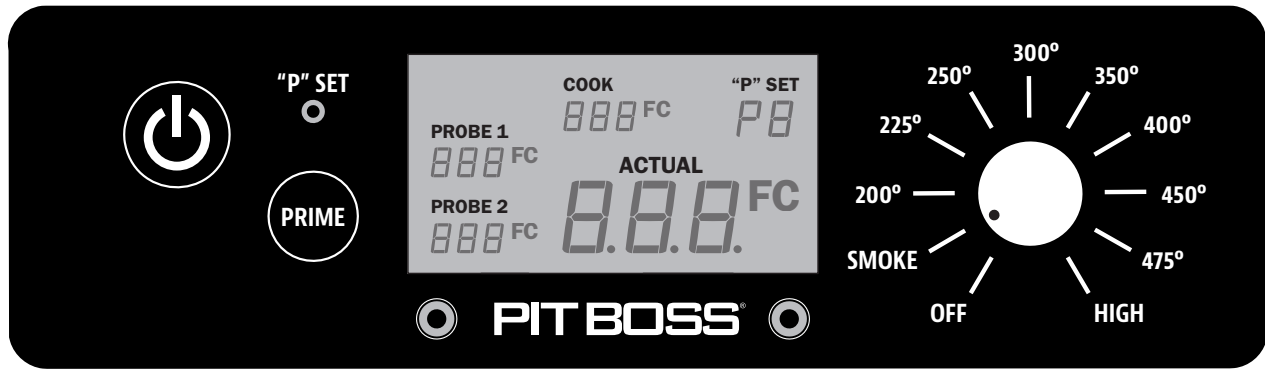 "P" SET
PRIME
COOK
888 FC
"P" SET
P8
PROBE 1
888 FC
PROBE 2
888 FC
ACTUAL
8.8.8. FC
PIT BOSS®
OFF
SMOKE
200º
225º
250º
300º
350º
400º
450º
475º
HIGH